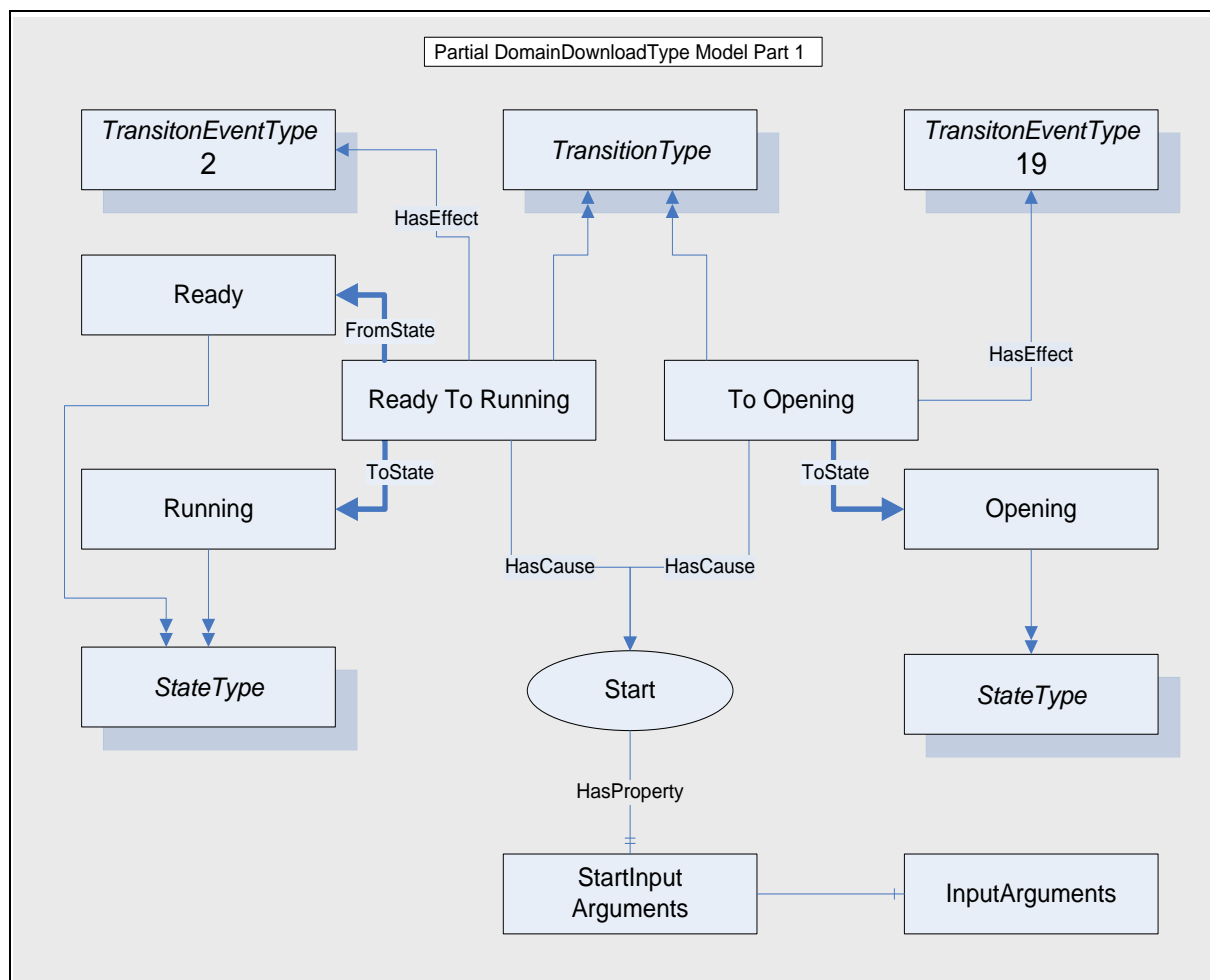 Partial DomainDownloadType Model Part 1
TransitonEventType
2
TransitionType
TransitonEventType
19
HasEffect
Ready
FromState
HasEffect
Ready To Running
To Opening
ToState
ToState
Running
Opening
HasCause
HasCause
StateType
Start
StateType
HasProperty
StartInput
Arguments
InputArguments